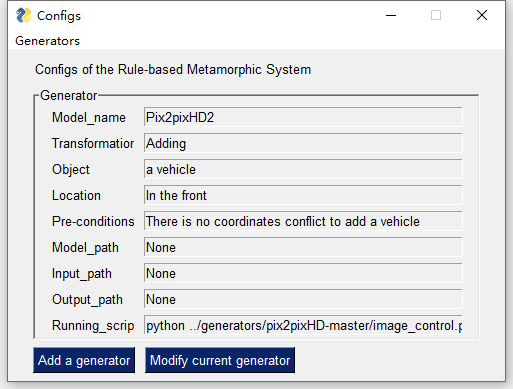 Configs
Generators
Configs of the Rule-based Metamorphic System
Generator
Model_name Pix2pixHD2
Transformation Adding
Object a vehicle
Location In the front
Pre-conditions There is no coordinates conflict to add a vehicle
Model_path None
Input_path None
Output_path None
Running_scrip python ../generators/pix2pixHD-master/image_control.p
Add a generator Modify current generator